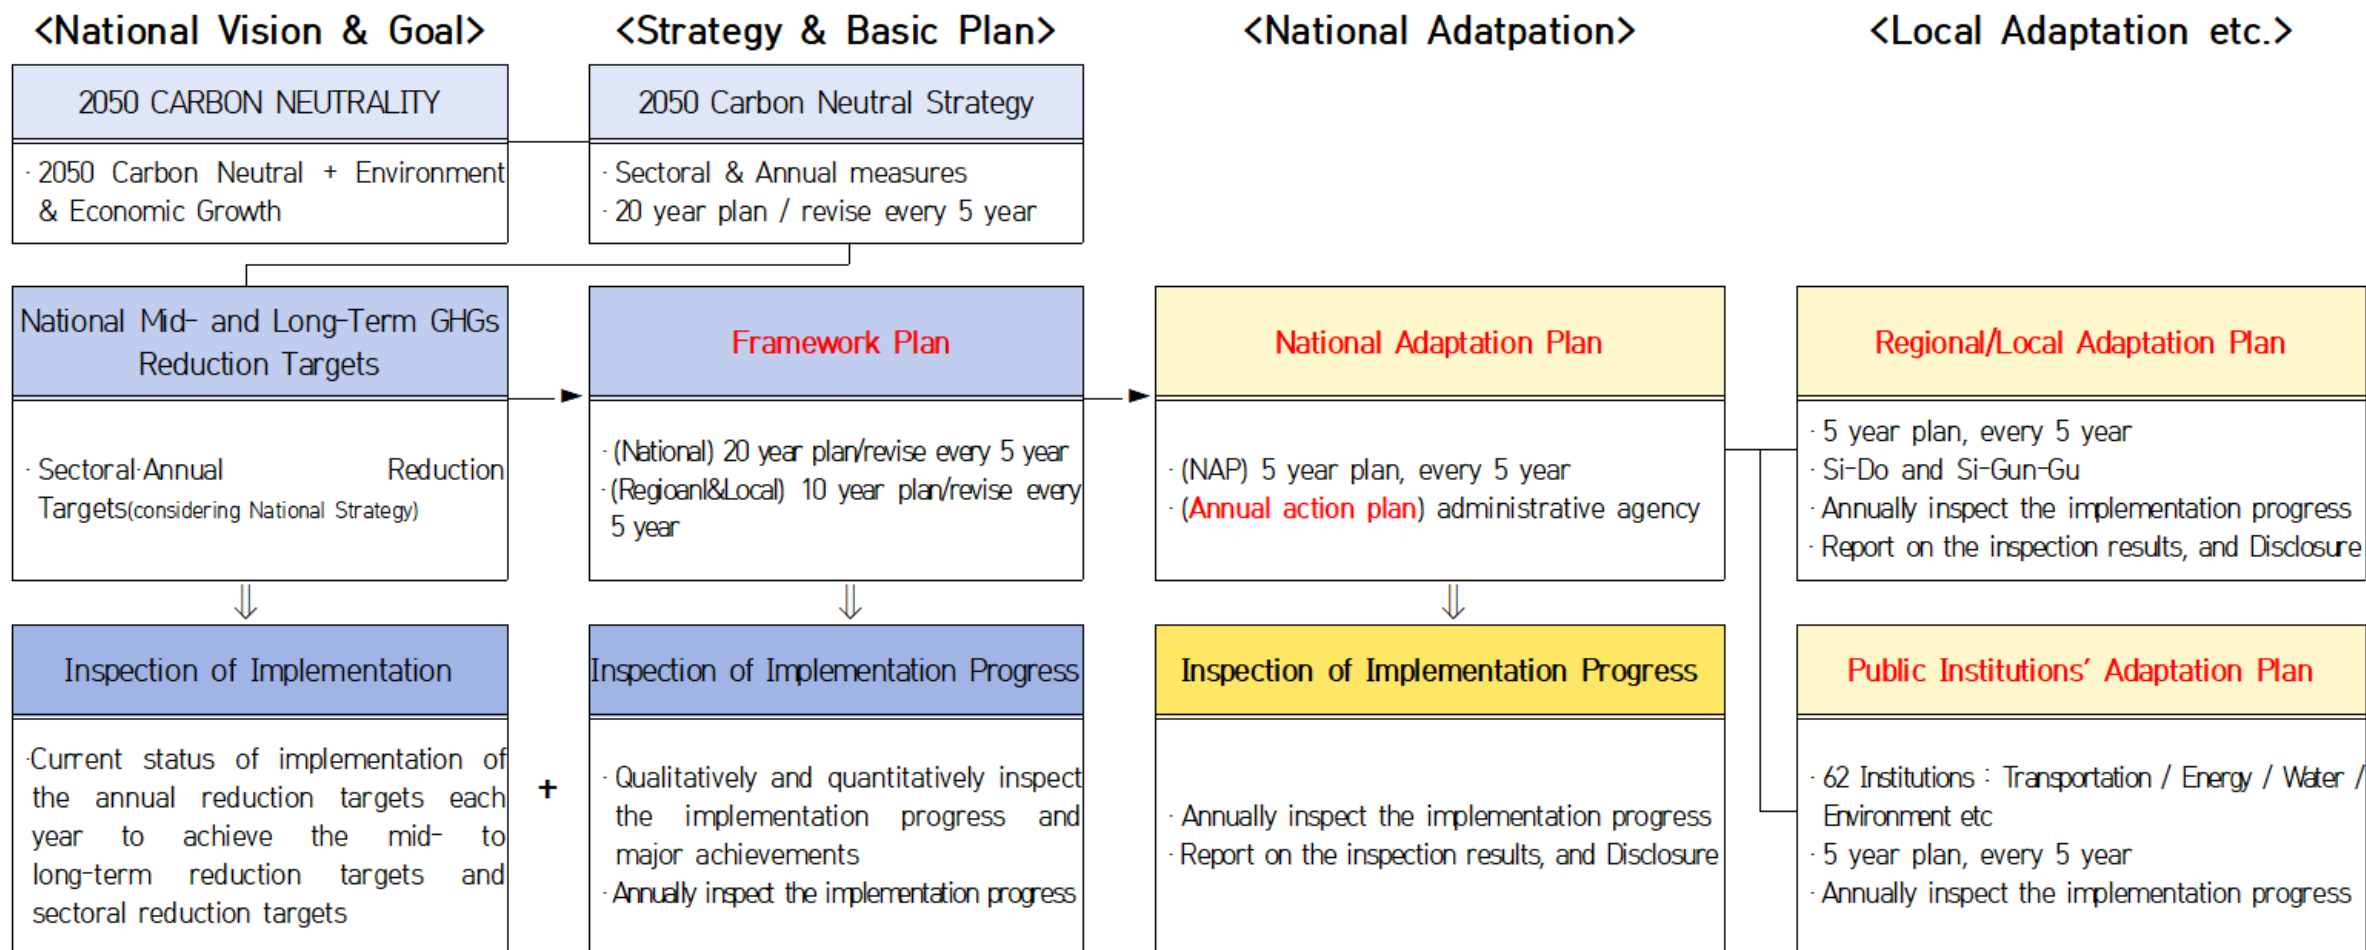 <National Vision & Goal>
<Strategy & Basic Plan>
<National Adatpation>
<Local Adaptation etc.>
2050 CARBON NEUTRALITY
· 2050 Carbon Neutral + Environment
& Economic Growth
2050 Carbon Neutral Strategy
· Sectoral & Annual measures
· 20 year plan / revise every 5 year
National Mid- and Long-Term GHGs
Reduction Targets
· Sectoral·Annual Reduction
Targets(considering National Strategy)
Framework Plan
· (National) 20 year plan/revise every 5 year
· (Regioanl&Local) 10 year plan/revise every
5 year
National Adaptation Plan
· (NAP) 5 year plan, every 5 year
· (Annual action plan) administrative agency
Regional/Local Adaptation Plan
· 5 year plan, every 5 year
· Si-Do and Si-Gun-Gu
· Annually inspect the implementation progress
· Report on the inspection results, and Disclosure
Inspection of Implementation
·Current status of implementation of
the annual reduction targets each
year to achieve the mid- to
long-term reduction targets and
sectoral reduction targets
+
Inspection of Implementation Progress
· Qualitatively and quantitatively inspect
the implementation progress and
major achievements
· Annually inspect the implementation progress
Inspection of Implementation Progress
· Annually inspect the implementation progress
· Report on the inspection results, and Disclosure
Public Institutions' Adaptation Plan
· 62 Institutions : Transportation / Energy / Water /
Environment etc
· 5 year plan, every 5 year
· Annually inspect the implementation progress